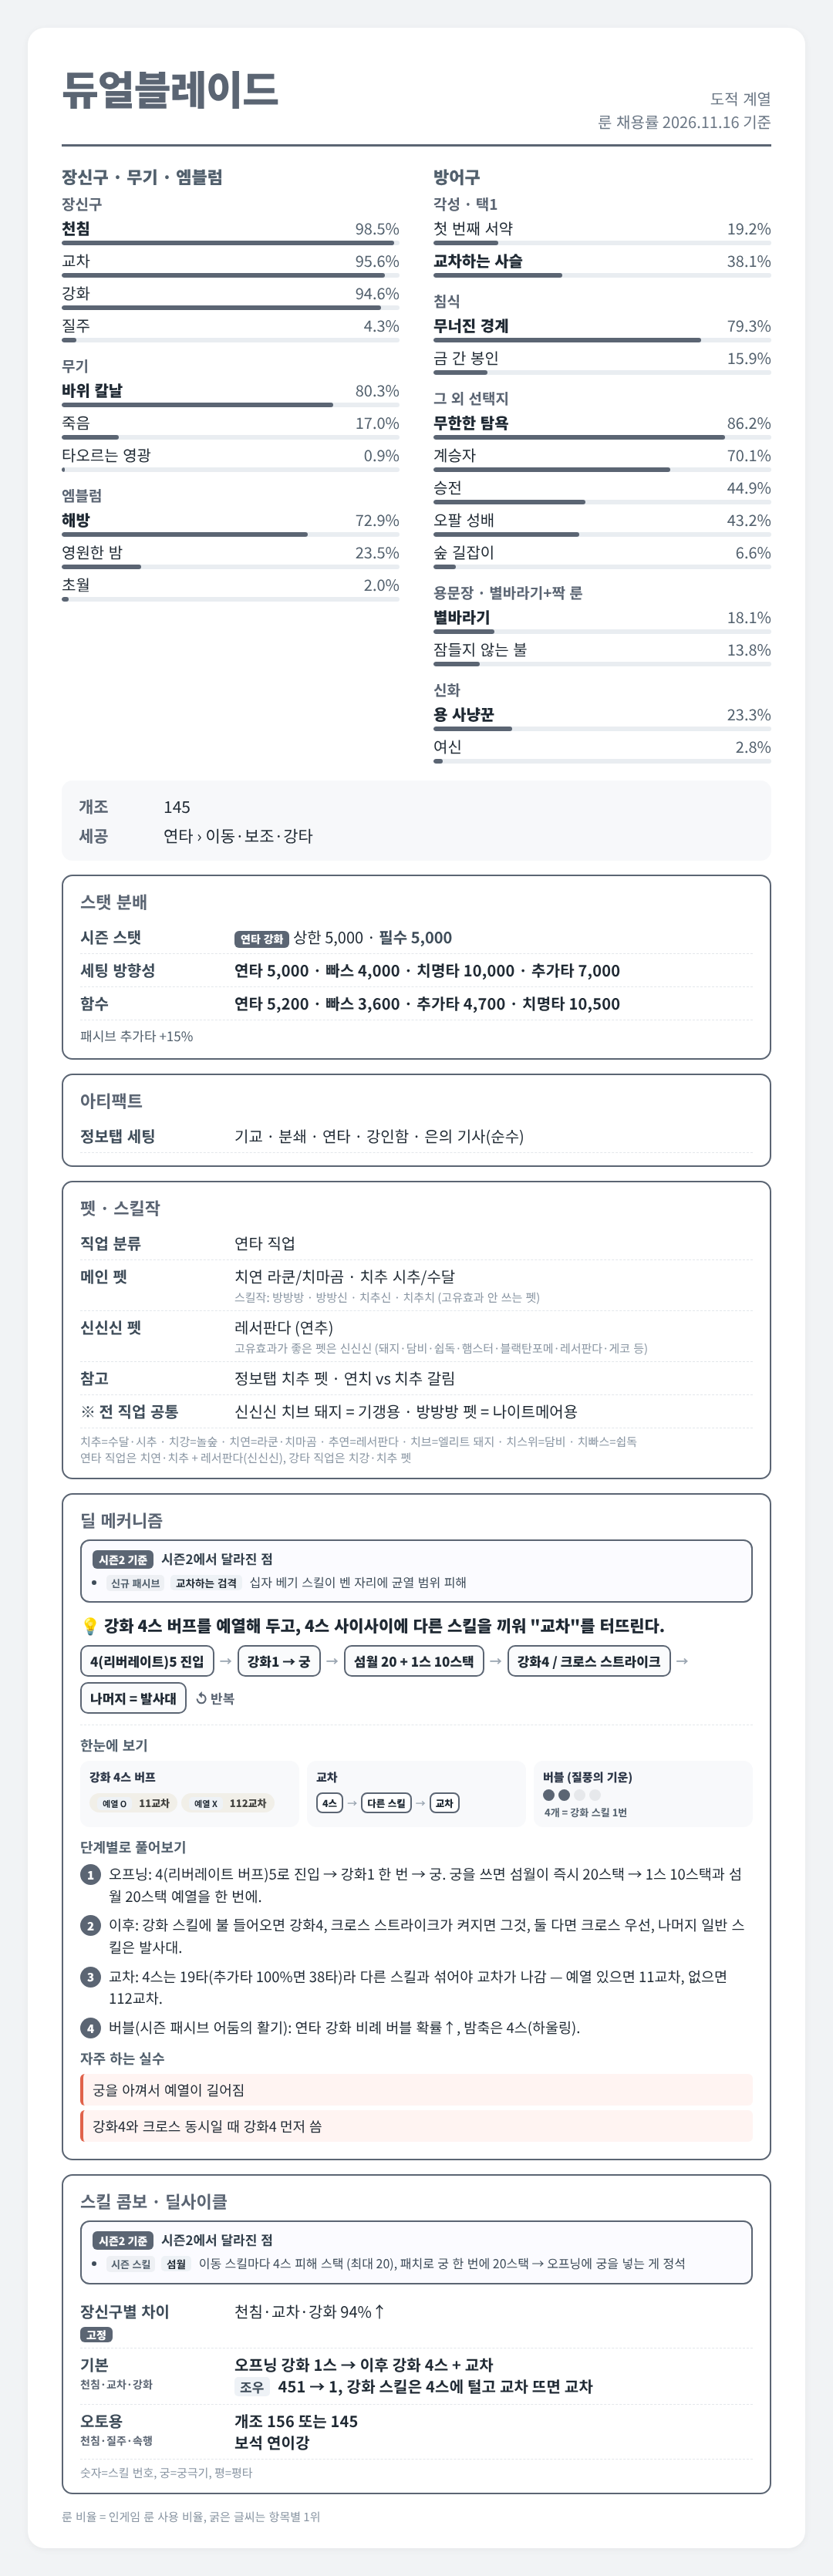 듀얼블레이드
도적 계열
룬 채용률 2026.11.16 기준
장신구 · 무기 · 엠블럼
장신구
천침 98.5%
교차 95.6%
강화 94.6%
질주 4.3%
무기
바위 칼날 80.3%
죽음 17.0%
타오르는 영광 0.9%
엠블럼
해방 72.9%
영원한 밤 23.5%
초월 2.0%
방어구
각성 · 택1
첫 번째 서약 19.2%
교차하는 사슬 38.1%
침식
무너진 경계 79.3%
금 간 봉인 15.9%
그 외 선택지
무한한 탐욕 86.2%
계승자 70.1%
승전 44.9%
오팔 성배 43.2%
숲 길잡이 6.6%
용문장 · 별바라기+짝 룬
별바라기 18.1%
잠들지 않는 불 13.8%
신화
용 사냥꾼 23.3%
여신 2.8%
개조 145
세공 연타 › 이동·보조·강타
스탯 분배
시즌 스탯 연타 강화 상한 5,000 · 필수 5,000
세팅 방향성 연타 5,000 · 빠스 4,000 · 치명타 10,000 · 추가타 7,000
함수 연타 5,200 · 빠스 3,600 · 추가타 4,700 · 치명타 10,500
패시브 추가타 +15%
아티팩트
정보탭 세팅 기교 · 분쇄 · 연타 · 강인함 · 은의 기사(순수)
펫 · 스킬작
직업 분류 연타 직업
메인 펫 치연 라쿤/치마곰 · 치추 시추/수달
스킬작: 방방방 · 방방신 · 치추신 · 치추치 (고유효과 안 쓰는 펫)
신신신 펫 레서판다 (연추)
고유효과가 좋은 펫은 신신신 (돼지·담비·쉽독·햄스터·블랙탄포메·레서판다·게코 등)
참고 정보탭 치추 펫 · 연치 vs 치추 갈림
※ 전 직업 공통 신신신 치브 돼지 = 기갱용 · 방방방 펫 = 나이트메어용
치추=수달·시추 · 치강=놀숲 · 치연=라쿤·치마곰 · 추연=레서판다 · 치브=엘리트 돼지 · 치스위=담비 · 치빠스=쉽독
연타 직업은 치연·치추 + 레서판다(신신신), 강타 직업은 치강·치추 펫
딜 메커니즘
시즌2 기준 시즌2에서 달라진 점
• 신규 패시브 교차하는 검격 십자 베기 스킬이 벤 자리에 균열 범위 피해
💡 강화 4스 버프를 예열해 두고, 4스 사이사이에 다른 스킬을 끼워 "교차"를 터뜨린다.
4(리버레이트)5 진입 → 강화1 → 궁 → 섬월 20 + 1스 10스택 → 강화4 / 크로스 스트라이크 →
나머지 = 발사대 ↺ 반복
한눈에 보기
강화 4스 버프
예열 O 11교차 예열 X 112교차
교차
4스 → 다른 스킬 → 교차
버블 (질풍의 기운)
4개 = 강화 스킬 1번
단계별로 풀어보기
1 오프닝: 4(리버레이트 버프)5로 진입 → 강화1 한 번 → 궁. 궁을 쓰면 섬월이 즉시 20스택 → 1스 10스택과 섬
월 20스택 예열을 한 번에.
2 이후: 강화 스킬에 불 들어오면 강화4, 크로스 스트라이크가 켜지면 그것, 둘 다면 크로스 우선, 나머지 일반 스
킬은 발사대.
3 교차: 4스는 19타(추가타 100%면 38타)라 다른 스킬과 섞어야 교차가 나감 — 예열 있으면 11교차, 없으면
112교차.
4 버블(시즌 패시브 어둠의 활기): 연타 강화 비례 버블 확률↑, 밤축은 4스(하울링).
자주 하는 실수
궁을 아껴서 예열이 길어짐
강화4와 크로스 동시일 때 강화4 먼저 씀
스킬 콤보 · 딜사이클
시즌2 기준 시즌2에서 달라진 점
• 시즌 스킬 섬월 이동 스킬마다 4스 피해 스택 (최대 20), 패치로 궁 한 번에 20스택 → 오프닝에 궁을 넣는 게 정석
장신구별 차이 천침·교차·강화 94%↑
고정
기본 오프닝 강화 1스 → 이후 강화 4스 + 교차
천침·교차·강화 조우 451 → 1, 강화 스킬은 4스에 털고 교차 뜨면 교차
오토용 개조 156 또는 145
천침·질주·속행 보석 연이강
숫자=스킬 번호, 궁=궁극기, 평=평타
룬 비율 = 인게임 룬 사용 비율, 굵은 글씨는 항목별 1위